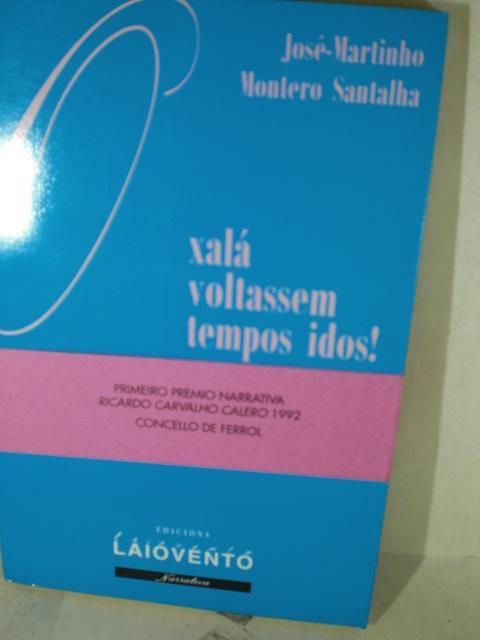 José-Martinho
Montero Santalha
Oxalá
voltassem
tempos idos!
PRIMEIRO PREMIO NARRATIVA
RICARDO CARVALHO CALERO 1992
CONCELLO DE FERROL
EDICIÓNS
LAIOVENTO
Narrativa